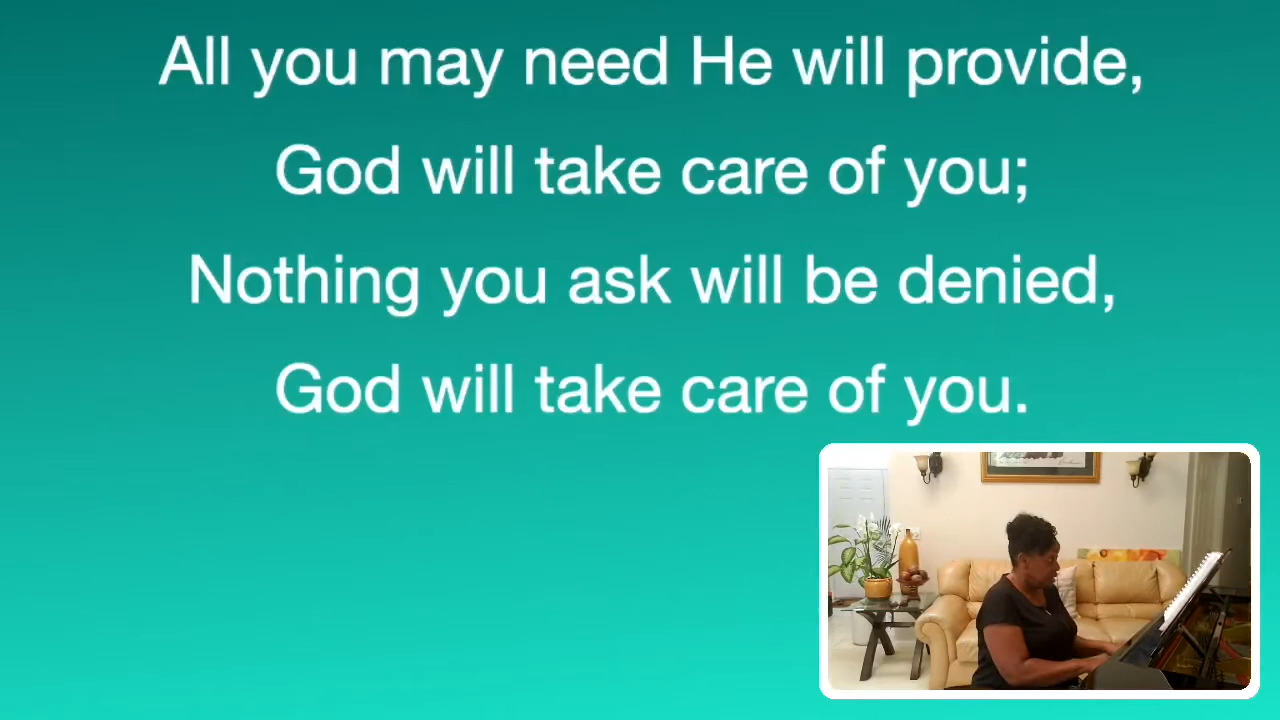 All you may need He will provide,
God will take care of you;
Nothing you ask will be denied,
God will take care of you.